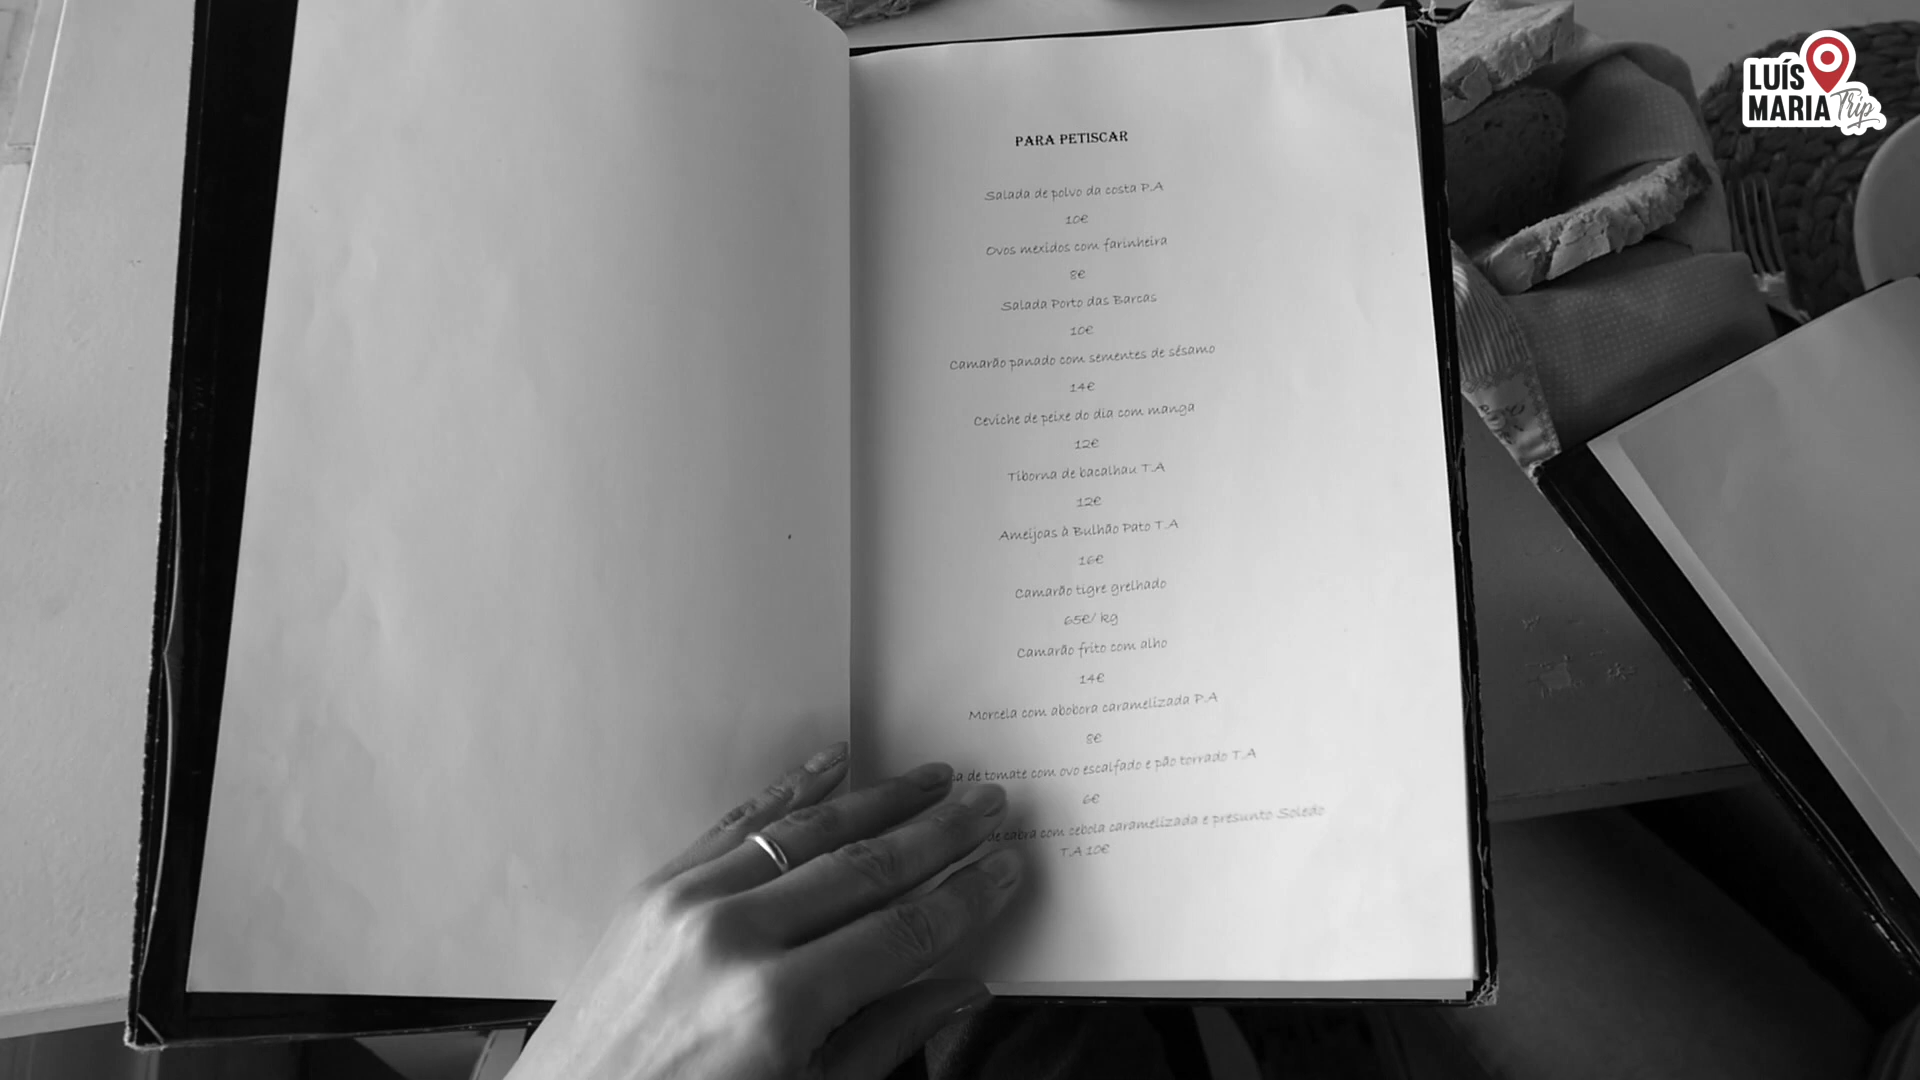 LUÍS
MARIA Trip
PARA PETISCAR
Salada de polvo da costa P.A
10€
Ovos mexidos com farinheira
8€
Salada Porto das Barcas
10€
Camarão panado com sementes de sésamo
14€
Ceviche de peixe do dia com manga
12€
Tiborna de bacalhau T.A
12€
Ameijoas à Bulhão Pato T.A
16€
Camarão tigre grelhado
65€/ kg
Camarão frito com alho
14€
Morcela com abobora caramelizada P.A
8€
de tomate com ovo escalfado e pão torrado T.A
6€
de cabra com cebola caramelizada e presunto Soledo
T.A 10€